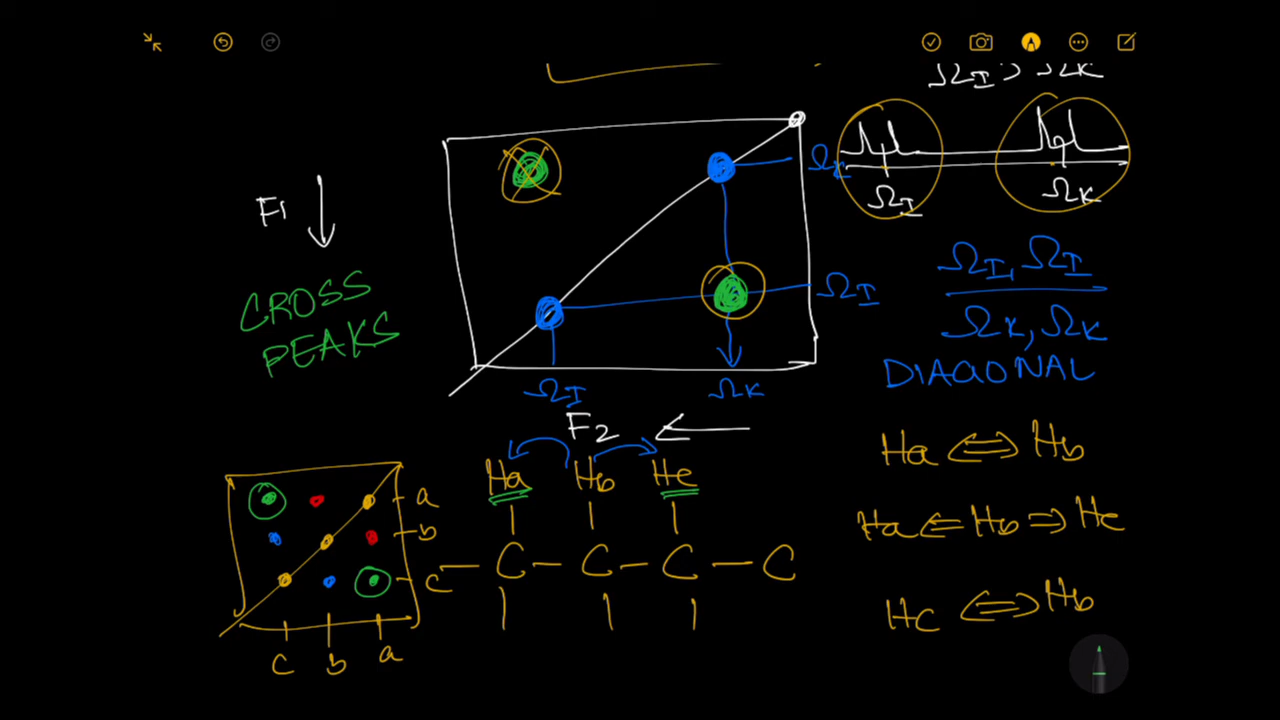 ΩI, ΩK
ΩK
ΩI
ΩK
F1
ΩI
CROSS
PEAKS
ΩI, ΩI
ΩK, ΩK
DIAGONAL
ΩI
ΩK
F2
Ha ⇔ Hb
Ha Hb Hc
a
b
c
Ha ⇐ Hb ⇒ Hc
C — C — C — C
Hc ⇔ Hb
c b a